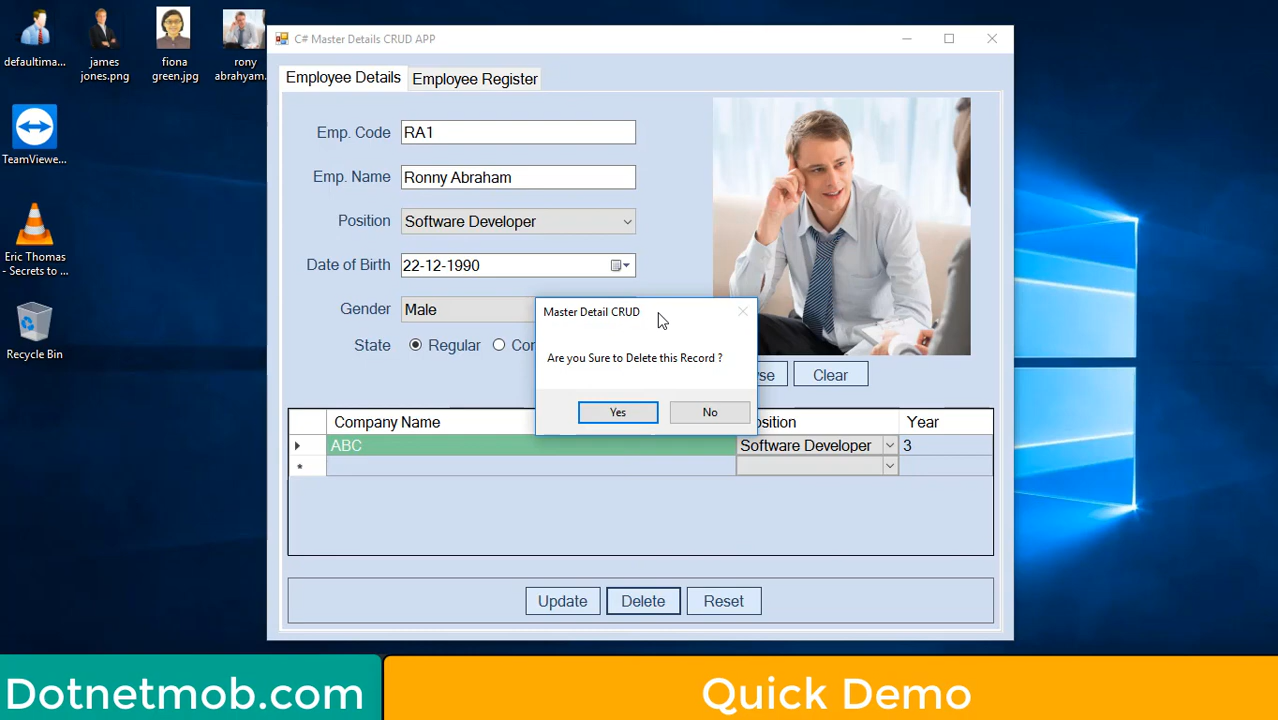 defaultima...
james
jones.png
fiona
green.jpg
rony
abrahyam.
TeamViewe...
Eric Thomas
- Secrets to ...
Recycle Bin
C# Master Details CRUD APP
Employee Details
Employee Register
Emp. Code
RA1
Emp. Name
Ronny Abraham
Position
Software Developer
Date of Birth
22-12-1990
Gender
Male
State
Regular
Master Detail CRUD
Are you Sure to Delete this Record ?
Yes
No
Clear
Company Name
Year
ABC
Software Developer
3
*
Update
Delete
Reset
Dotnetmob.com
Quick Demo